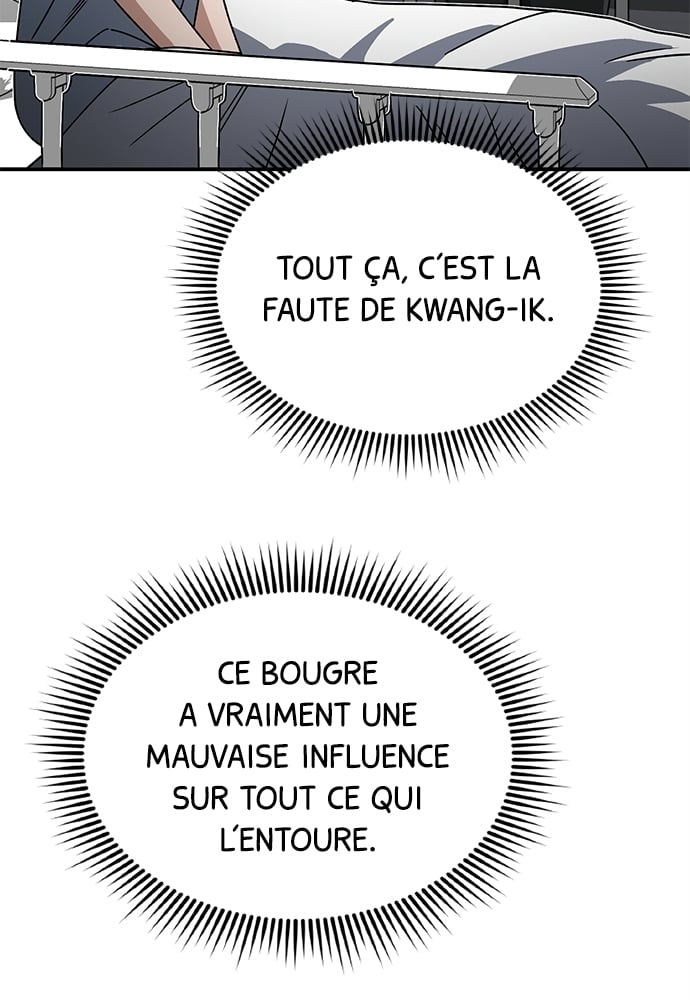 TOUT ÇA, C'EST LA
FAUTE DE KWANG-IK.
CE BOUGRE
A VRAIMENT UNE
MAUVAISE INFLUENCE
SUR TOUT CE QUI
L'ENTOURE.